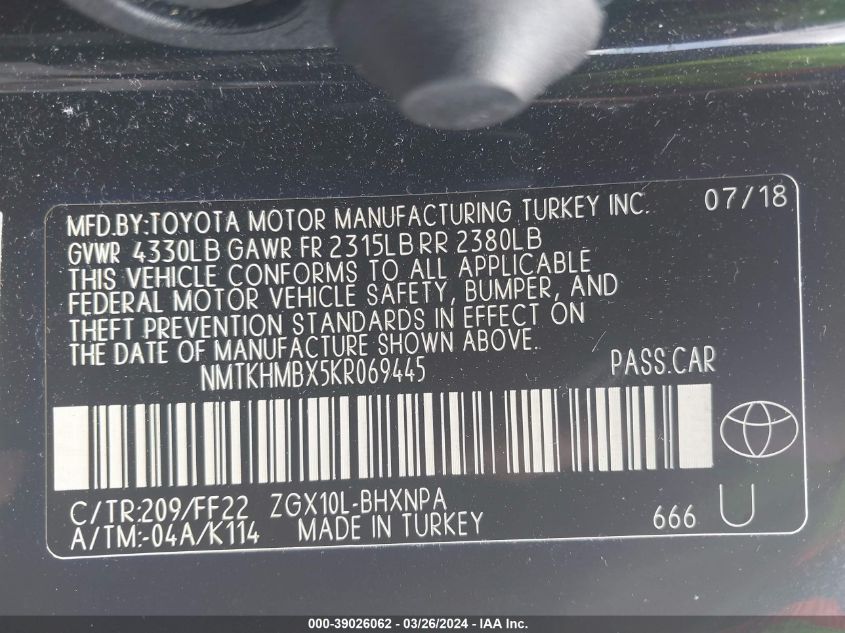 MFD.BY:TOYOTA MOTOR MANUFACTURING TURKEY INC. 07/18
GVWR 4330LB GAWR FR 2315LB RR 2380LB
THIS VEHICLE CONFORMS TO ALL APPLICABLE
FEDERAL MOTOR VEHICLE SAFETY, BUMPER, AND
THEFT PREVENTION STANDARDS IN EFFECT ON
THE DATE OF MANUFACTURE SHOWN ABOVE.
NMTKHMBX5KR069445 PASS.CAR
C/TR:209/FF22 ZGX10L-BHXNPA
A/TM:-04A/K114 MADE IN TURKEY 666 U
000-39026062 - 03/26/2024 - IAA Inc.